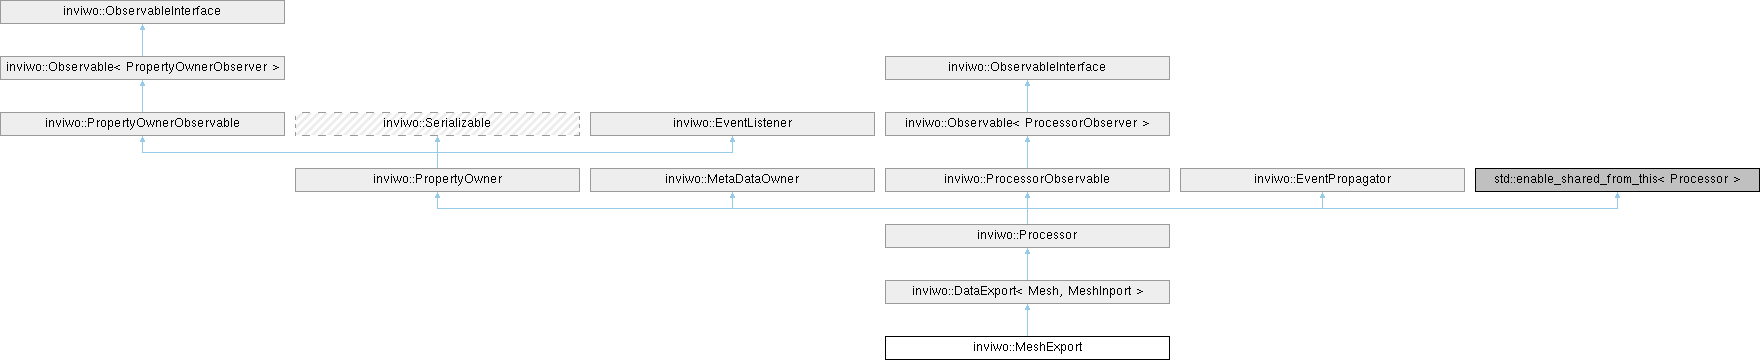 inviwo::ObservableInterface
inviwo::Observable< PropertyOwnerObserver >
inviwo::ObservableInterface
inviwo::PropertyOwnerObservable
inviwo::Serializable
inviwo::EventListener
inviwo::Observable< ProcessorObserver >
inviwo::PropertyOwner
inviwo::MetaDataOwner
inviwo::ProcessorObservable
inviwo::EventPropagator
std::enable_shared_from_this< Processor >
inviwo::Processor
inviwo::DataExport< Mesh, MeshInport >
inviwo::MeshExport